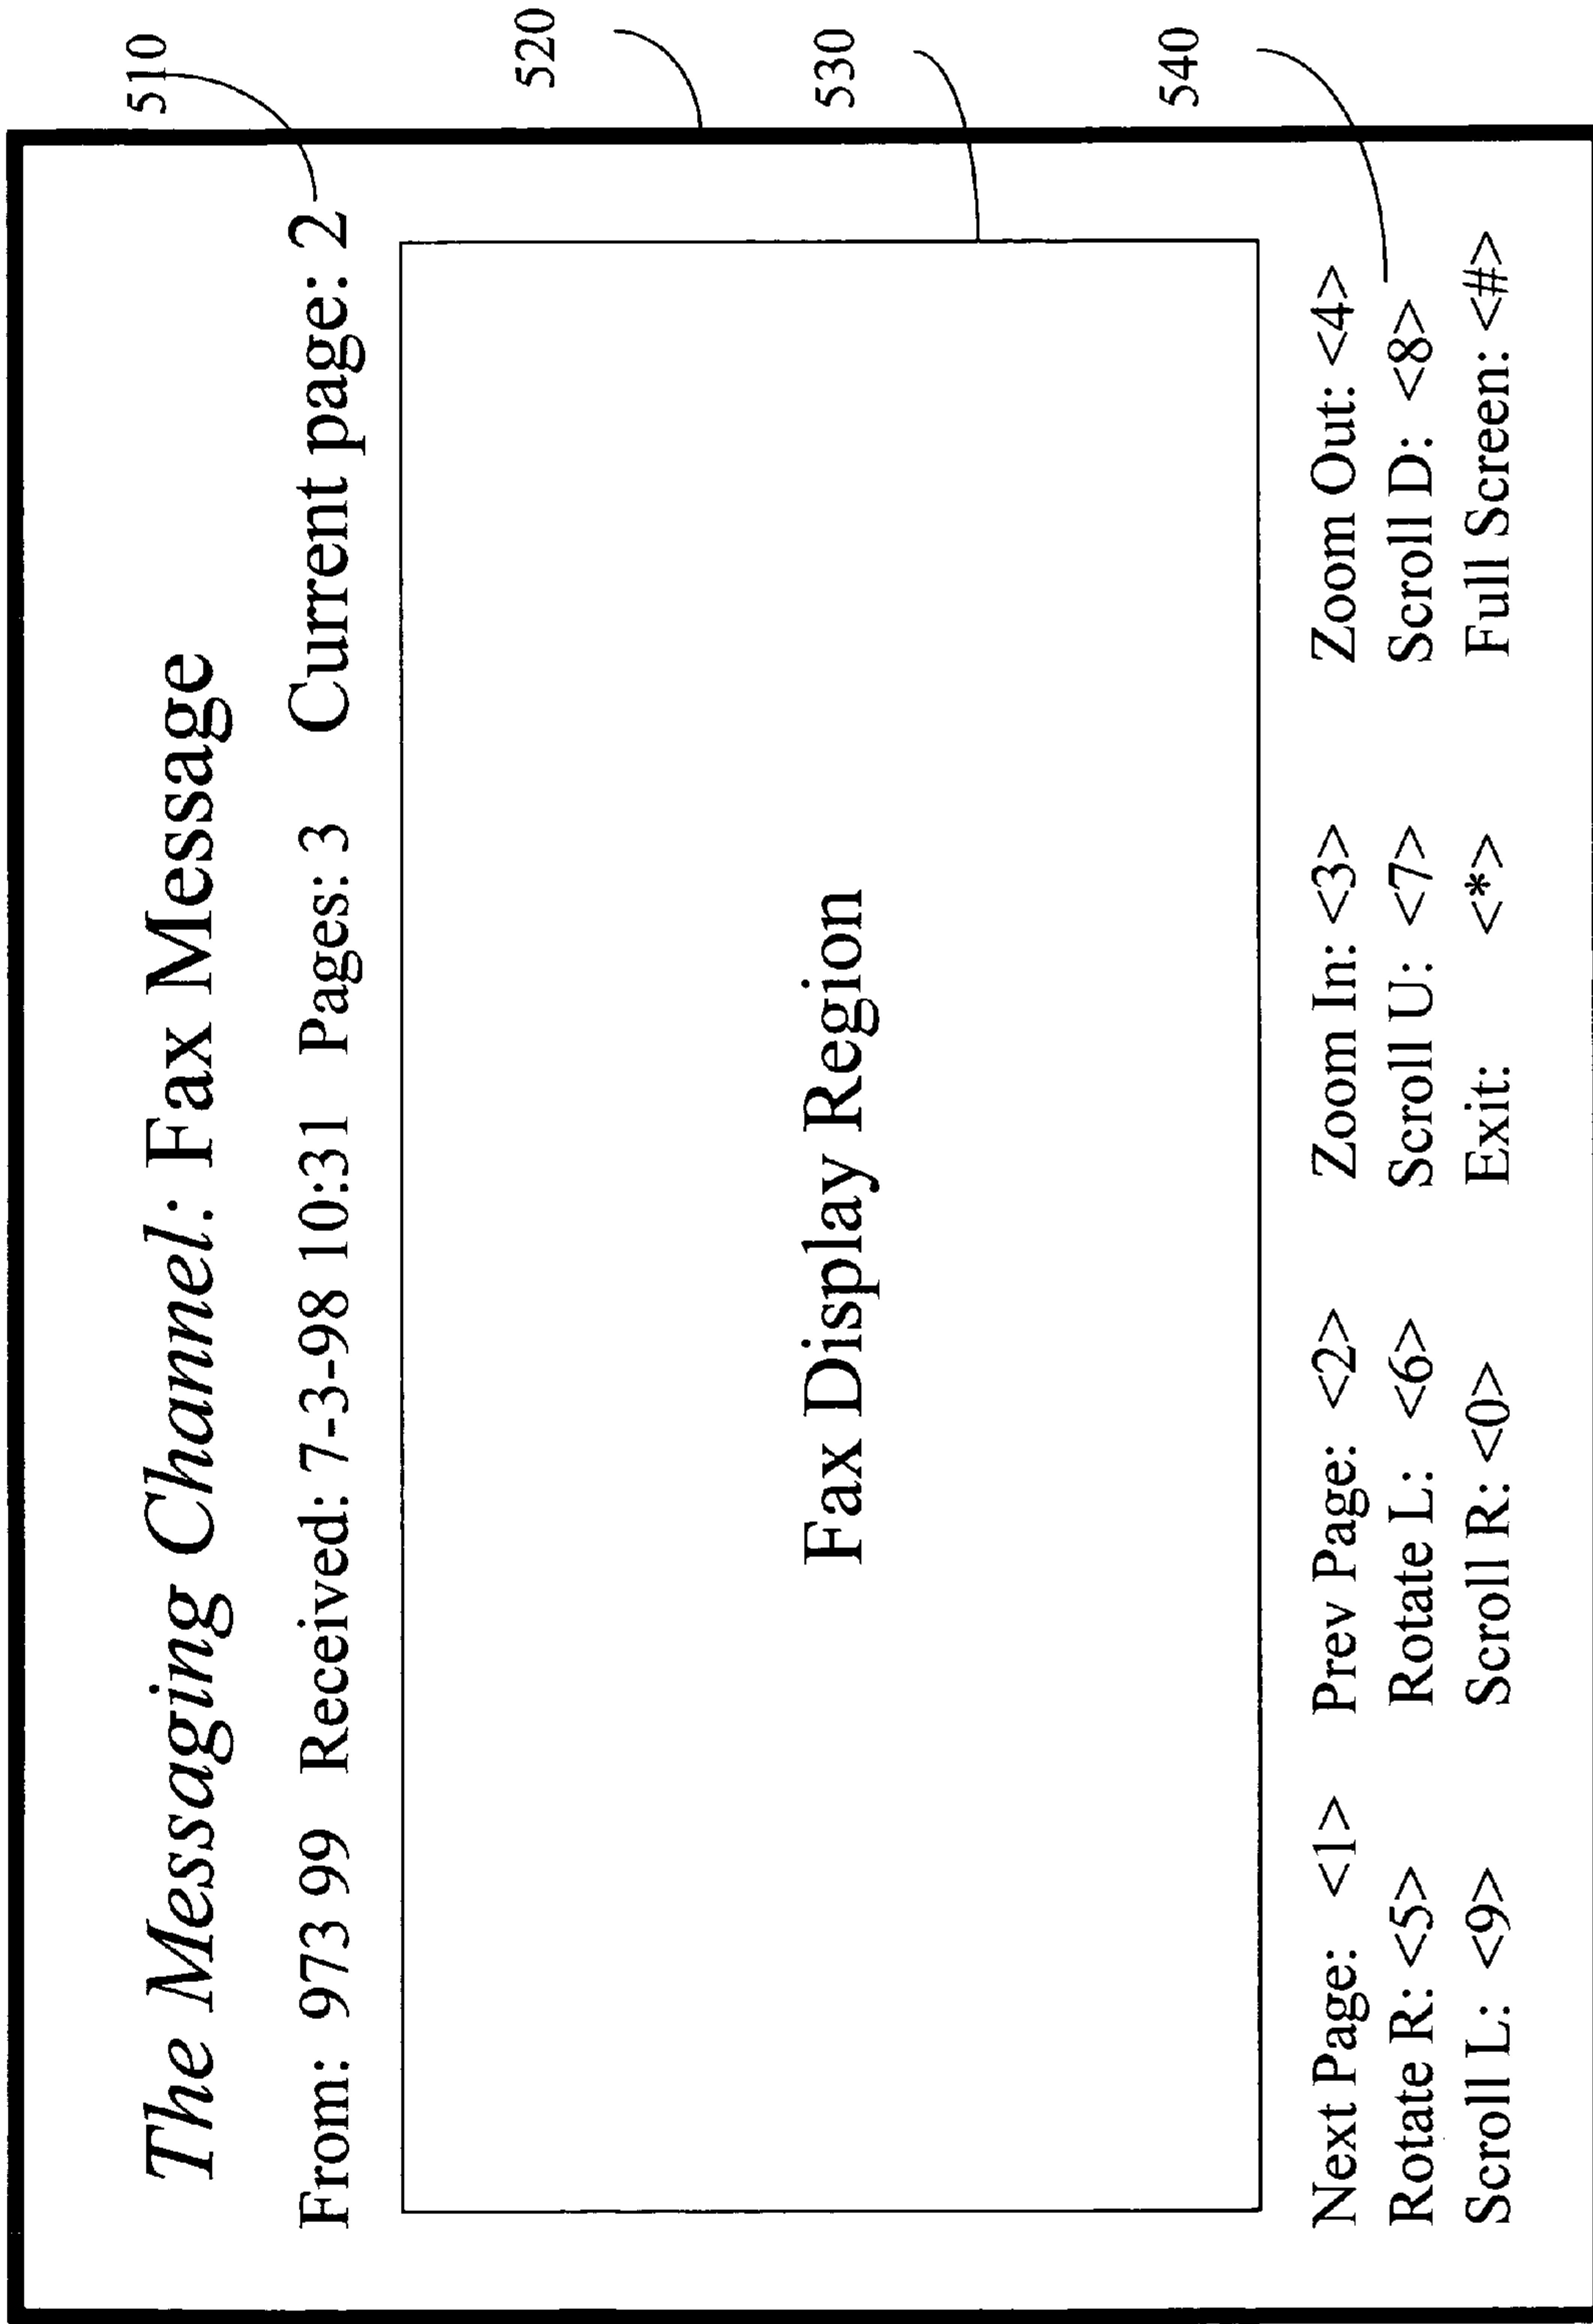 The Messaging Channel: Fax Message
From: 973 99 Received: 7-3-98 10:31 Pages: 3 Current page: 2
Fax Display Region
Next Page: <1> Prev Page: <2> Zoom In: <3> Zoom Out: <4>
Rotate R: <5> Rotate L: <6> Scroll U: <7> Scroll D: <8>
Scroll L: <9> Scroll R: <0> Exit: <*> Full Screen: <#>
510
520
530
540